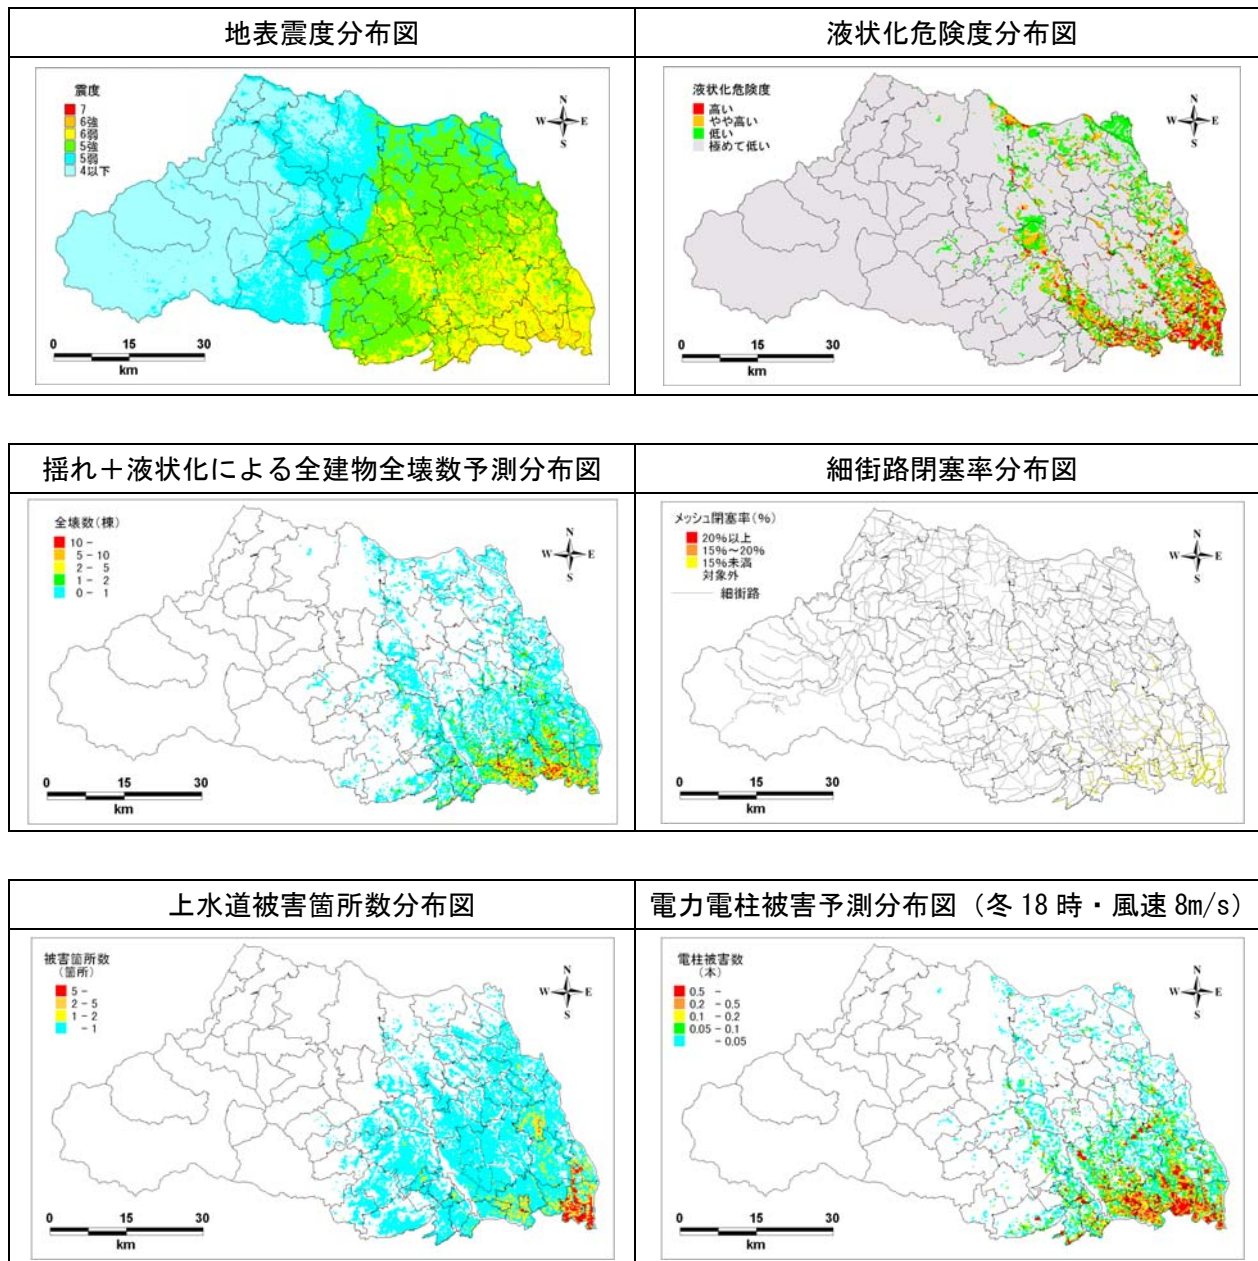 地表震度分布図
液状化危険度分布図
震度
7
6強
6弱
5強
5弱
4以下
N
W
E
S
0 15 30
km
液状化危険度
高い
やや高い
低い
極めて低い
N
W
E
S
0 15 30
km
揺れ＋液状化による全建物全壊数予測分布図
細街路閉塞率分布図
全壊数(棟)
10 -
5 - 10
2 - 5
1 - 2
0 - 1
N
W
E
S
0 15 30
km
メッシュ閉塞率(%)
20%以上
15%～20%
15%未満
対象外
細街路
N
W
E
S
0 15 30
km
上水道被害箇所数分布図
電力電柱被害予測分布図（冬 18 時・風速 8m/s）
被害箇所数
(箇所)
5 -
2 - 5
1 - 2
- 1
N
W
E
S
0 15 30
km
電柱被害数
(本)
0.5 -
0.2 - 0.5
0.1 - 0.2
0.05 - 0.1
- 0.05
N
W
E
S
0 15 30
km